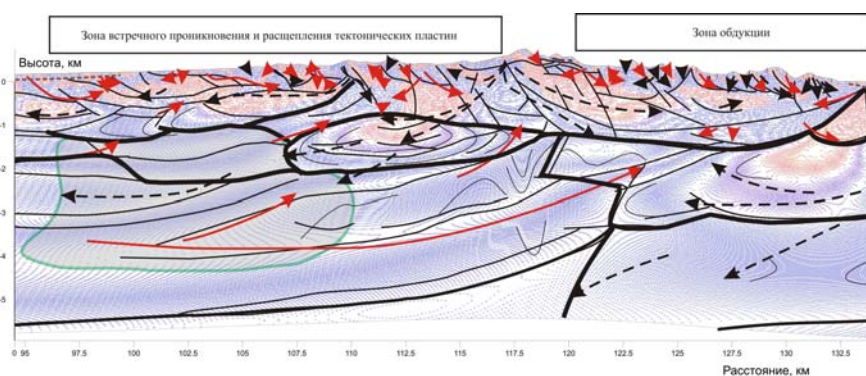 Зона встречного проникновения и расщепления тектонических пластин
Зона обдукции
Высота, км
0
-1
-2
-3
-4
-5
0 95 97.5 100 102.5 105 107.5 110 112.5 115 117.5 120 122.5 125 127.5 130 132.5
Расстояние, км